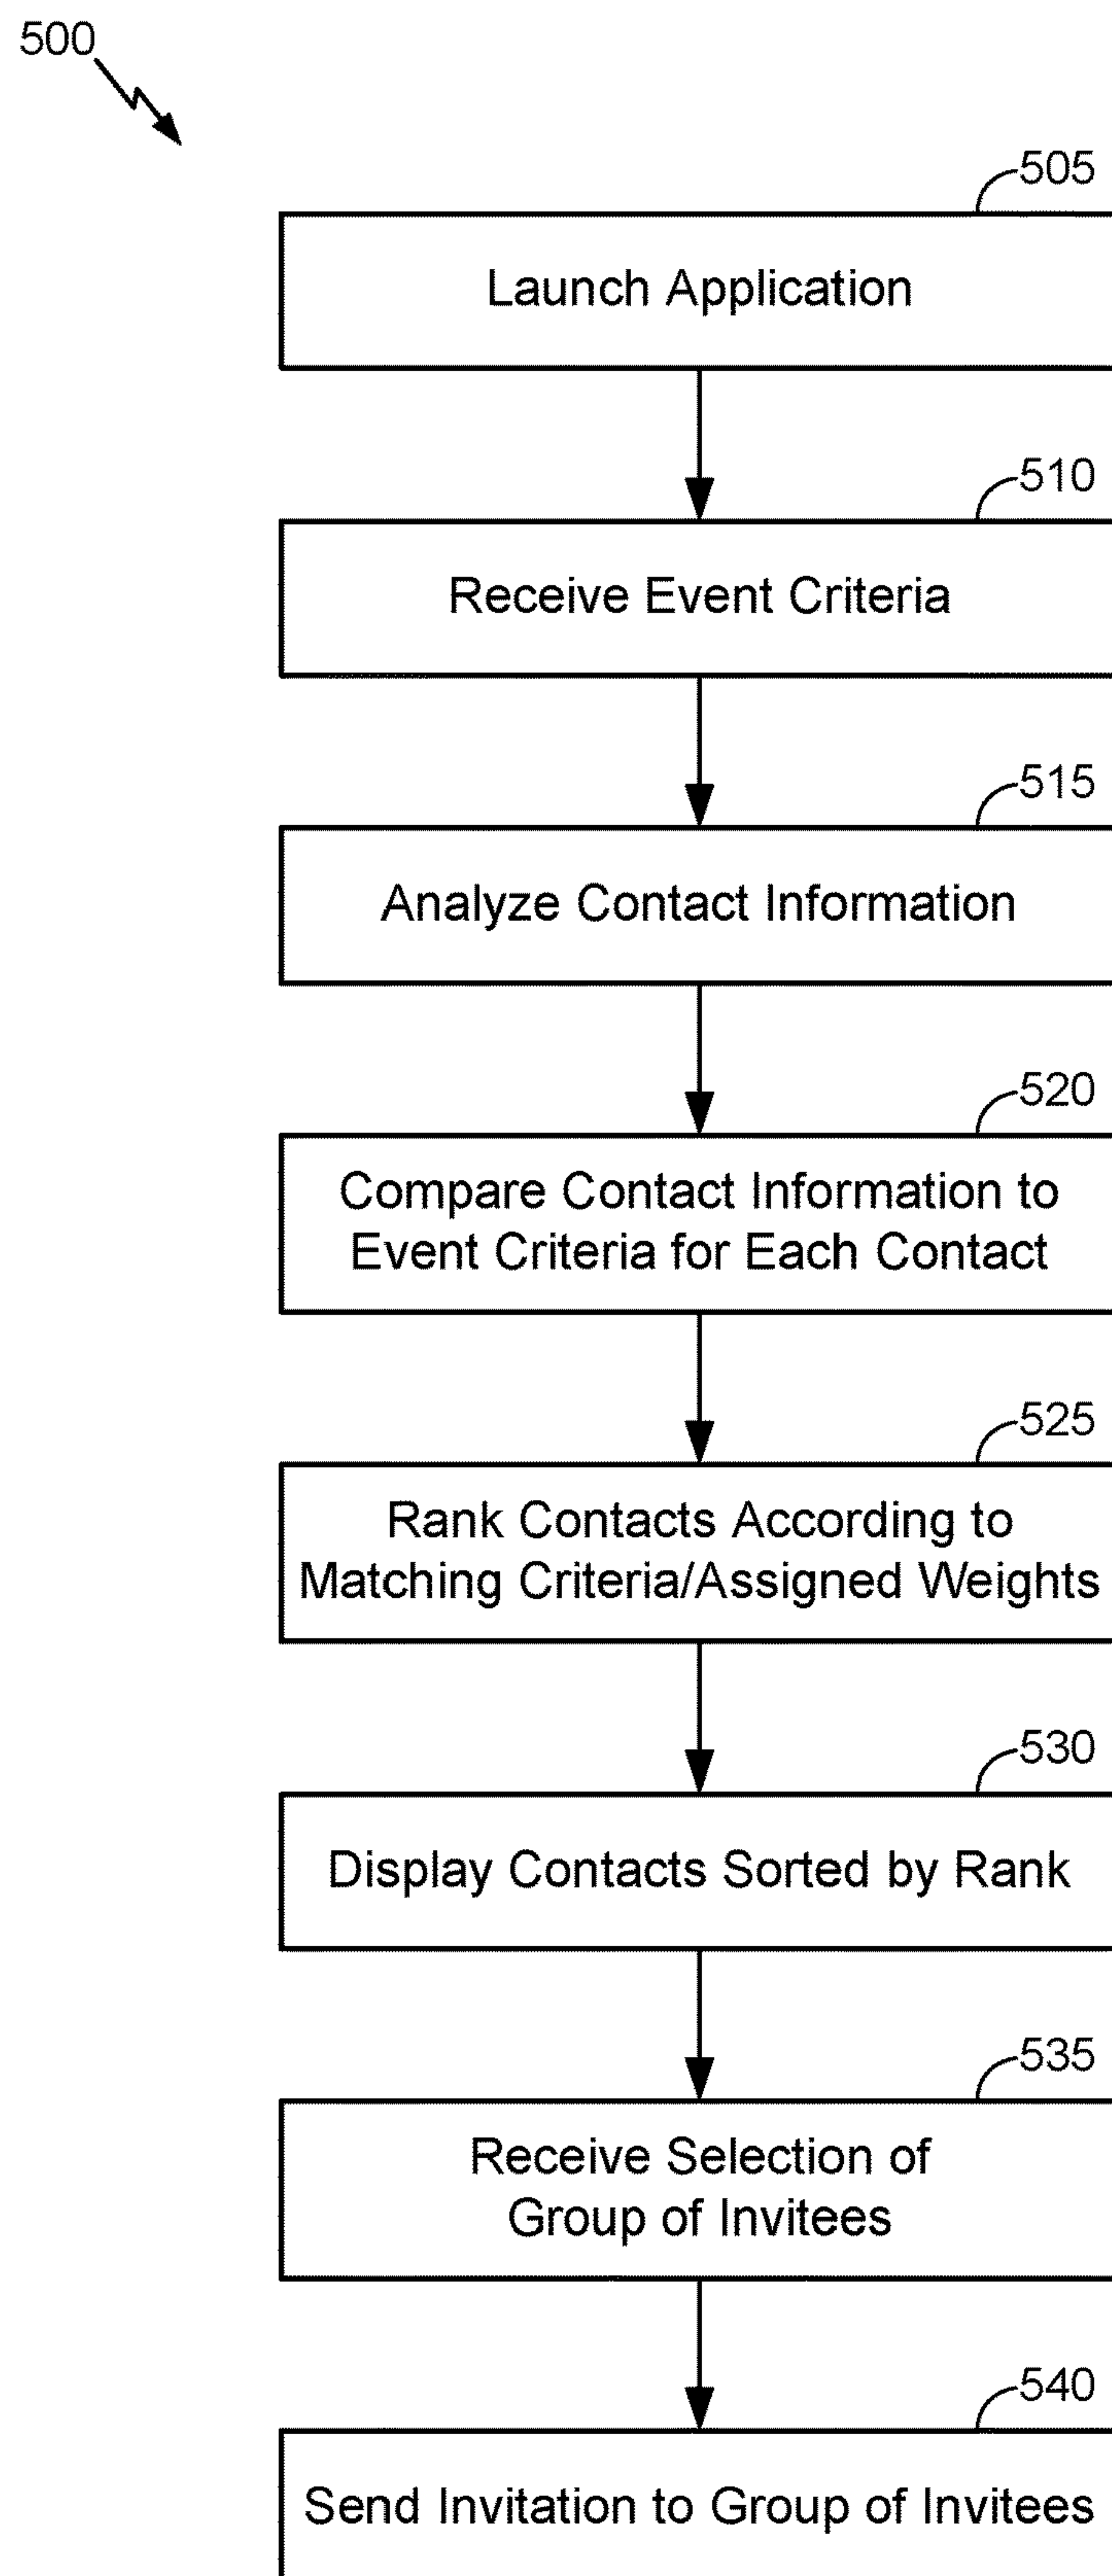 500
505
Launch Application
510
Receive Event Criteria
515
Analyze Contact Information
520
Compare Contact Information to
Event Criteria for Each Contact
525
Rank Contacts According to
Matching Criteria/Assigned Weights
530
Display Contacts Sorted by Rank
535
Receive Selection of
Group of Invitees
540
Send Invitation to Group of Invitees